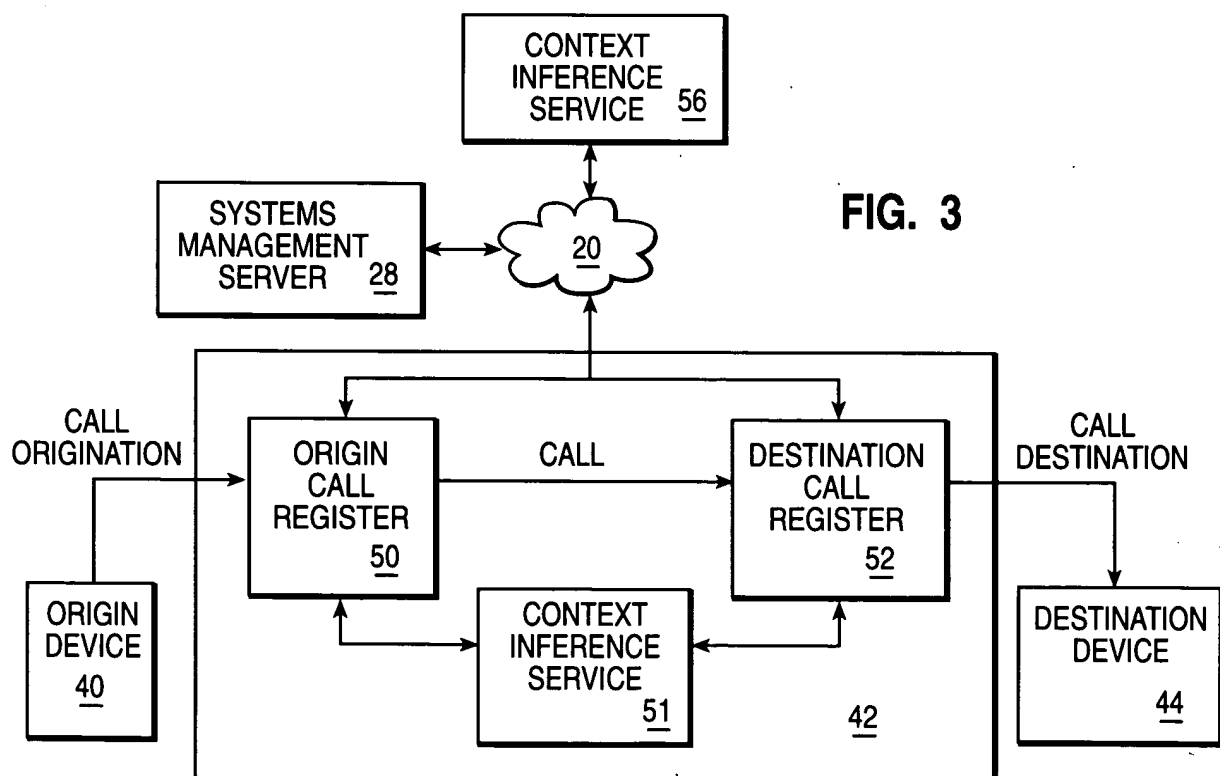 CONTEXT
INFERENCE
SERVICE
56
SYSTEMS
MANAGEMENT
SERVER
28
20
FIG. 3
CALL
ORIGINATION
ORIGIN
CALL
REGISTER
50
CALL
DESTINATION
CALL
REGISTER
52
CALL
DESTINATION
ORIGIN
DEVICE
40
CONTEXT
INFERENCE
SERVICE
51
42
DESTINATION
DEVICE
44